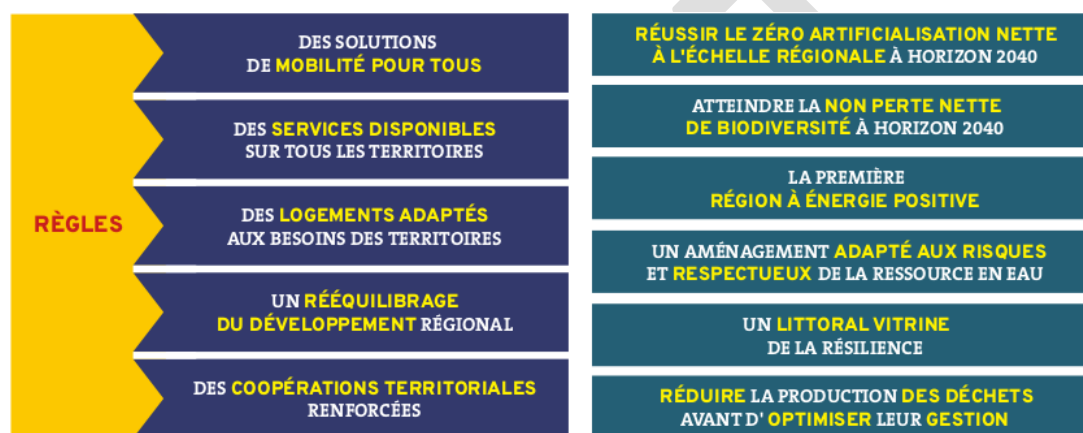 RÈGLES
DES SOLUTIONS
DE MOBILITÉ POUR TOUS
DES SERVICES DISPONIBLES
SUR TOUS LES TERRITOIRES
DES LOGEMENTS ADAPTÉS
AUX BESOINS DES TERRITOIRES
UN RÉÉQUILIBRAGE
DU DÉVELOPPEMENT RÉGIONAL
DES COOPÉRATIONS TERRITORIALES
RENFORCÉES
RÉUSSIR LE ZÉRO ARTIFICIALISATION NETTE
À L'ÉCHELLE RÉGIONALE À HORIZON 2040
ATTEINDRE LA NON PERTE NETTE
DE BIODIVERSITÉ À HORIZON 2040
LA PREMIÈRE
RÉGION À ÉNERGIE POSITIVE
UN AMÉNAGEMENT ADAPTÉ AUX RISQUES
ET RESPECTUEUX DE LA RESSOURCE EN EAU
UN LITTORAL VITRINE
DE LA RÉSILIENCE
RÉDUIRE LA PRODUCTION DES DÉCHETS
AVANT D' OPTIMISER LEUR GESTION